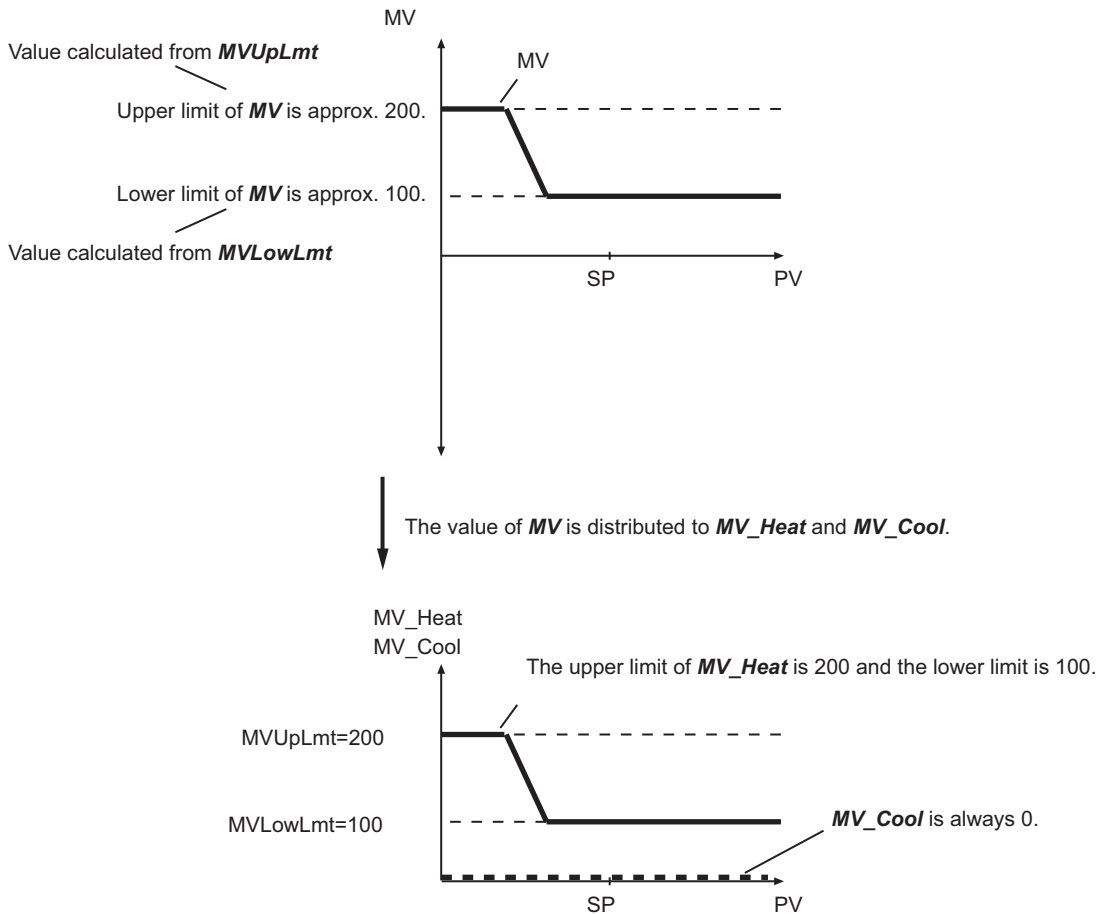 MV
Value calculated from MVUpLmt
MV
Upper limit of MV is approx. 200.
Lower limit of MV is approx. 100.
Value calculated from MVLowLmt
SP
PV
The value of MV is distributed to MV_Heat and MV_Cool.
MV_Heat
MV_Cool
The upper limit of MV_Heat is 200 and the lower limit is 100.
MVUpLmt=200
MVLowLmt=100
MV_Cool is always 0.
SP
PV